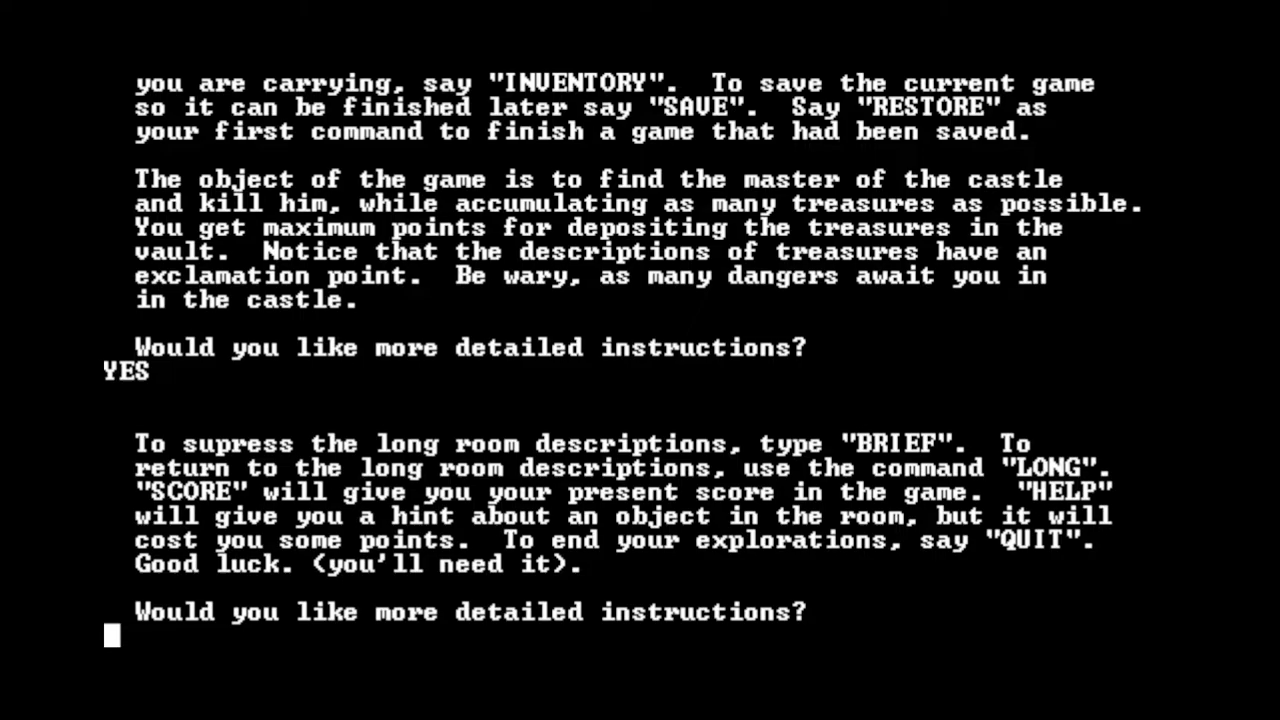 you are carrying, say "INVENTORY".  To save the current game
so it can be finished later say "SAVE".  Say "RESTORE" as
your first command to finish a game that had been saved.
The object of the game is to find the master of the castle
and kill him, while accumulating as many treasures as possible.
You get maximum points for depositing the treasures in the
vault.  Notice that the descriptions of treasures have an
exclamation point.  Be wary, as many dangers await you in
in the castle.
Would you like more detailed instructions?
YES
To supress the long room descriptions, type "BRIEF".  To
return to the long room descriptions, use the command "LONG".
"SCORE" will give you your present score in the game.  "HELP"
will give you a hint about an object in the room, but it will
cost you some points.  To end your explorations, say "QUIT".
Good luck. (you'll need it).
Would you like more detailed instructions?